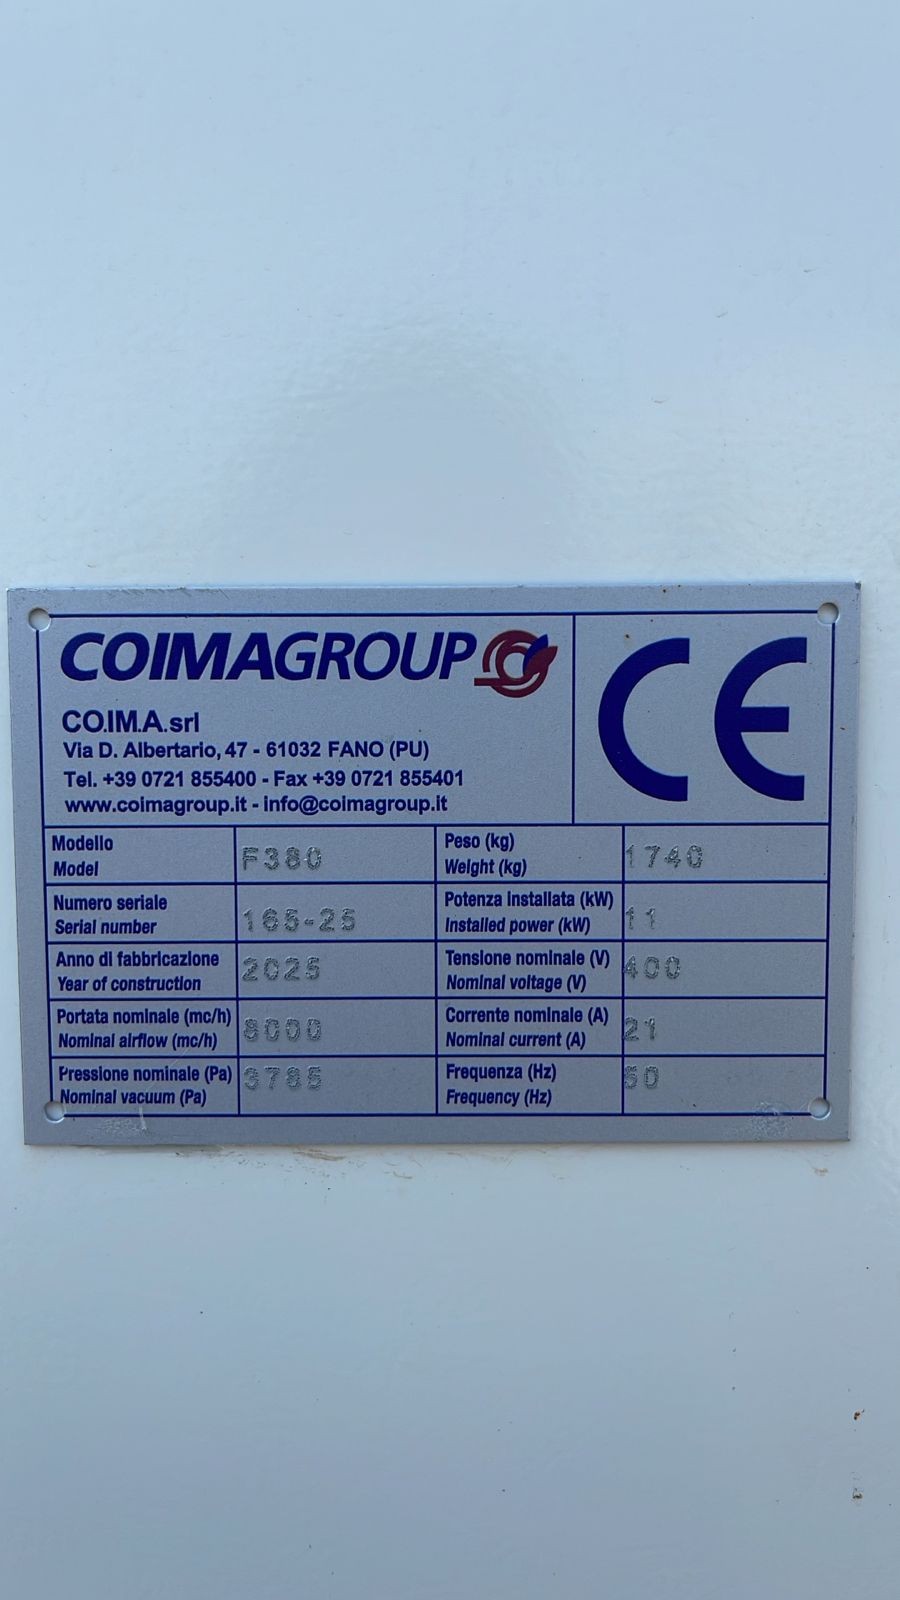 COIMAGROUP
CO.IM.A.srl
Via D. Albertario, 47 - 61032 FANO (PU)
Tel. +39 0721 855400 - Fax +39 0721 855401
www.coimagroup.it - info@coimagroup.it
CE
Modello
Model
F380
Peso (kg)
Weight (kg)
1740
Numero seriale
Serial number
165-25
Potenza installata (kW)
Installed power (kW)
11
Anno di fabbricazione
Year of construction
2025
Tensione nominale (V)
Nominal voltage (V)
400
Portata nominale (mc/h)
Nominal airflow (mc/h)
Corrente nominale (A)
Nominal current (A)
21
Pressione nominale (Pa)
Nominal vacuum (Pa)
Frequenza (Hz)
Frequency (Hz)
50